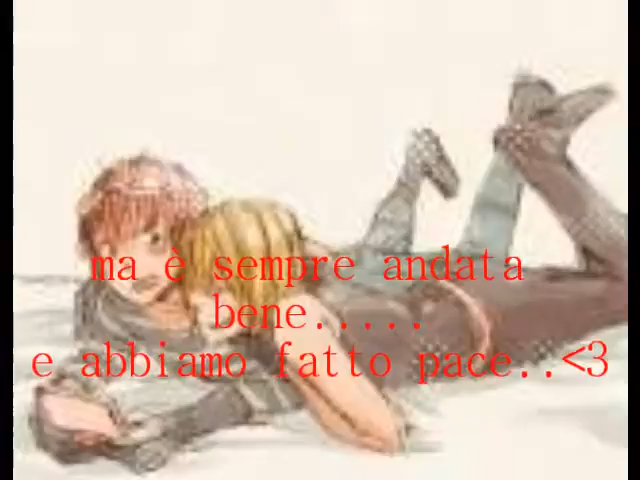 ma è sempre andata
bene.....
e abbiamo fatto pace..<3